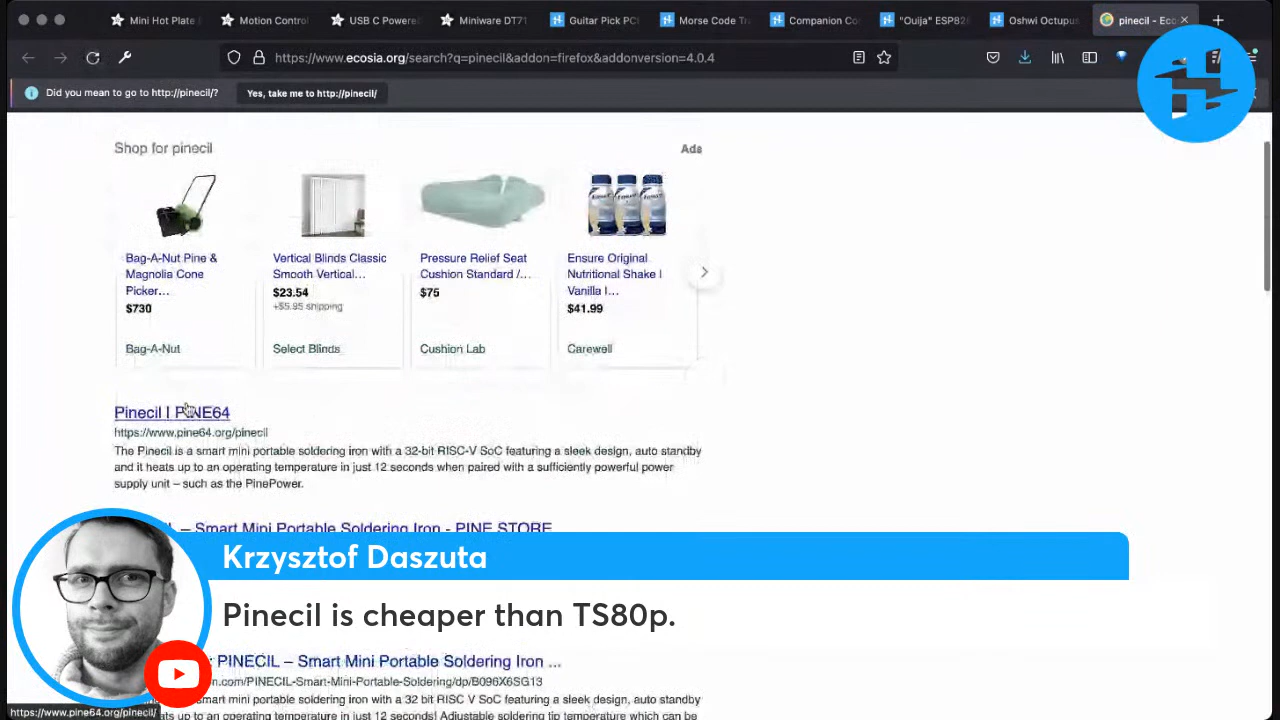 Mini Hot Plate
Motion Control
USB C Powere
Miniware DT71
Guitar Pick PC
Morse Code Tr
Companion Co
"Ouija" ESP826
Oshwi Octupus
pinecil - Eco
https://www.ecosia.org/search?q=pinecil&addon=firefox&addonversion=4.0.4
Did you mean to go to http://pinecil/?
Yes, take me to http://pinecil/
Shop for pinecil
Ads
Bag-A-Nut Pine &
Magnolia Cone
Picker...
$730
Bag-A-Nut
Vertical Blinds Classic
Smooth Vertical...
$23.54
+$5.95 shipping
Select Blinds
Pressure Relief Seat
Cushion Standard /...
$75
Cushion Lab
Ensure Original
Nutritional Shake |
Vanilla |...
$41.99
Carewell
Pinecil | PINE64
https://www.pine64.org/pinecil
The Pinecil is a smart mini portable soldering iron with a 32-bit RISC-V SoC featuring a sleek design, auto standby
and it heats up to an operating temperature in just 12 seconds when paired with a sufficiently powerful power
supply unit – such as the PinePower.
– Smart Mini Portable Soldering Iron - PINE STORE
Krzysztof Daszuta
Pinecil is cheaper than TS80p.
PINECIL – Smart Mini Portable Soldering Iron ...
n.com/PINECIL-Smart-Mini-Portable-Soldering/dp/B096X6SG13
mini portable soldering iron with a 32 bit RISC V SoC featuring a sleek design, auto standby
ats up to an operating temperature in just 12 seconds! Adjustable soldering tip temperature which can be
https://www.pine64.org/pinecil/